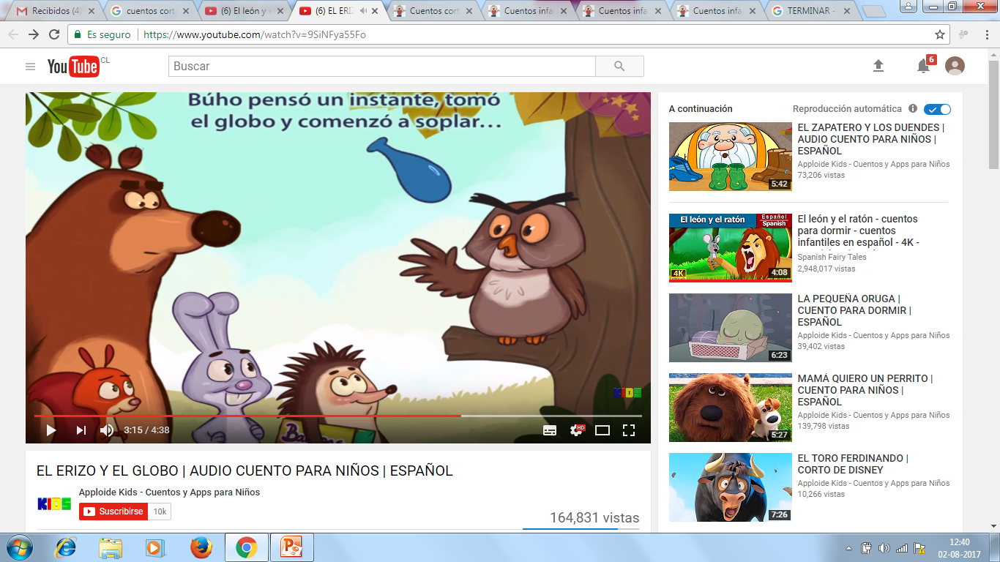 Recibidos (4)
cuentos cort
(6) El león y
(6) EL ERIZ
Cuentos cort
Cuentos infa
Cuentos infa
Cuentos infa
TERMINAR -
Es seguro
https://www.youtube.com/watch?v=9SiNFya55Fo
YouTube CL
Buscar
6
Búho pensó un instante, tomó
el globo y comenzó a soplar...
KIDS
3:15 / 4:38
HD
EL ERIZO Y EL GLOBO | AUDIO CUENTO PARA NIÑOS | ESPAÑOL
KIDS
Apploide Kids - Cuentos y Apps para Niños
Suscribirse 10k
164,831 vistas
A continuación
Reproducción automática
EL ZAPATERO Y LOS DUENDES |
AUDIO CUENTO PARA NIÑOS |
ESPAÑOL
Apploide Kids - Cuentos y Apps para Niños
73,206 vistas
5:42
El león y el ratón
Español
Spanish
4K
4:08
El león y el ratón - cuentos
para dormir - cuentos
infantiles en español - 4K -
Spanish Fairy Tales
2,948,017 vistas
LA PEQUEÑA ORUGA |
CUENTO PARA DORMIR |
ESPAÑOL
Apploide Kids - Cuentos y Apps para Niños
39,402 vistas
6:23
MAMÁ QUIERO UN PERRITO |
CUENTO PARA NIÑOS |
ESPAÑOL
Apploide Kids - Cuentos y Apps para Niños
139,798 vistas
5:27
EL TORO FERDINANDO |
CORTO DE DISNEY
Apploide Kids - Cuentos y Apps para Niños
10,266 vistas
7:26
12:40
02-08-2017